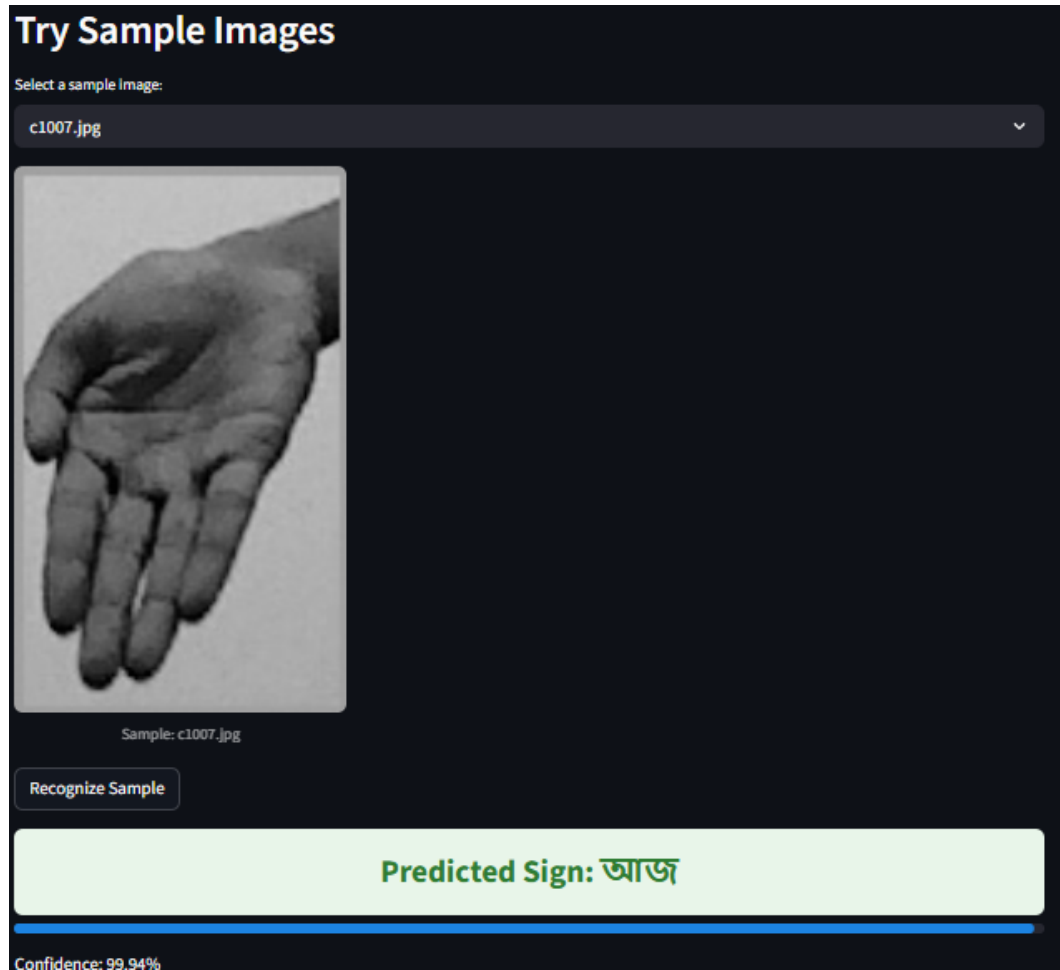 Try Sample Images
Select a sample image:
c1007.jpg
Sample: c1007.jpg
Recognize Sample
Predicted Sign: আজ
Confidence: 99.94%